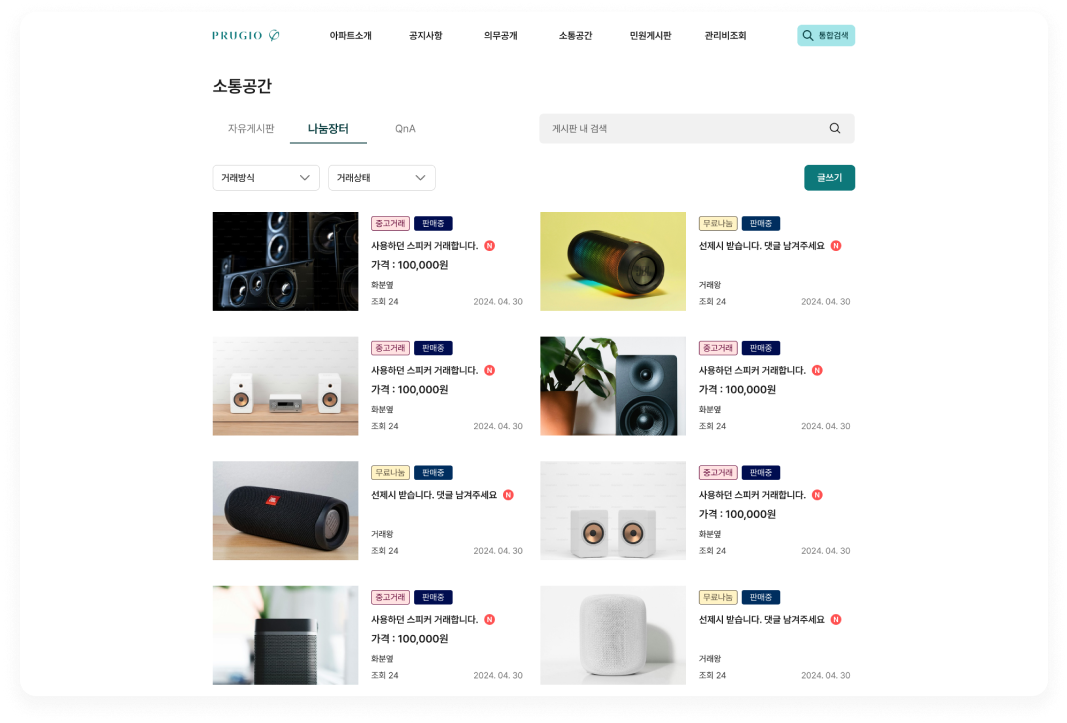 PRUGIO 아파트소개 공지사항 의무공개 소통공간 민원게시판 관리비조회 통합검색
소통공간
자유게시판 나눔장터 QnA 게시판 내 검색
거래방식 거래상태 글쓰기
중고거래 판매중
사용하던 스피커 거래합니다. N
가격 : 100,000원
화분옆
조회 24 2024. 04. 30
무료나눔 판매중
선제시 받습니다. 댓글 남겨주세요 N
거래왕
조회 24 2024. 04. 30
중고거래 판매중
사용하던 스피커 거래합니다. N
가격 : 100,000원
화분옆
조회 24 2024. 04. 30
중고거래 판매중
사용하던 스피커 거래합니다. N
가격 : 100,000원
화분옆
조회 24 2024. 04. 30
JBL
무료나눔 판매중
선제시 받습니다. 댓글 남겨주세요 N
거래왕
조회 24 2024. 04. 30
중고거래 판매중
사용하던 스피커 거래합니다. N
가격 : 100,000원
화분옆
조회 24 2024. 04. 30
중고거래 판매중
사용하던 스피커 거래합니다. N
가격 : 100,000원
화분옆
조회 24 2024. 04. 30
무료나눔 판매중
선제시 받습니다. 댓글 남겨주세요 N
거래왕
조회 24 2024. 04. 30